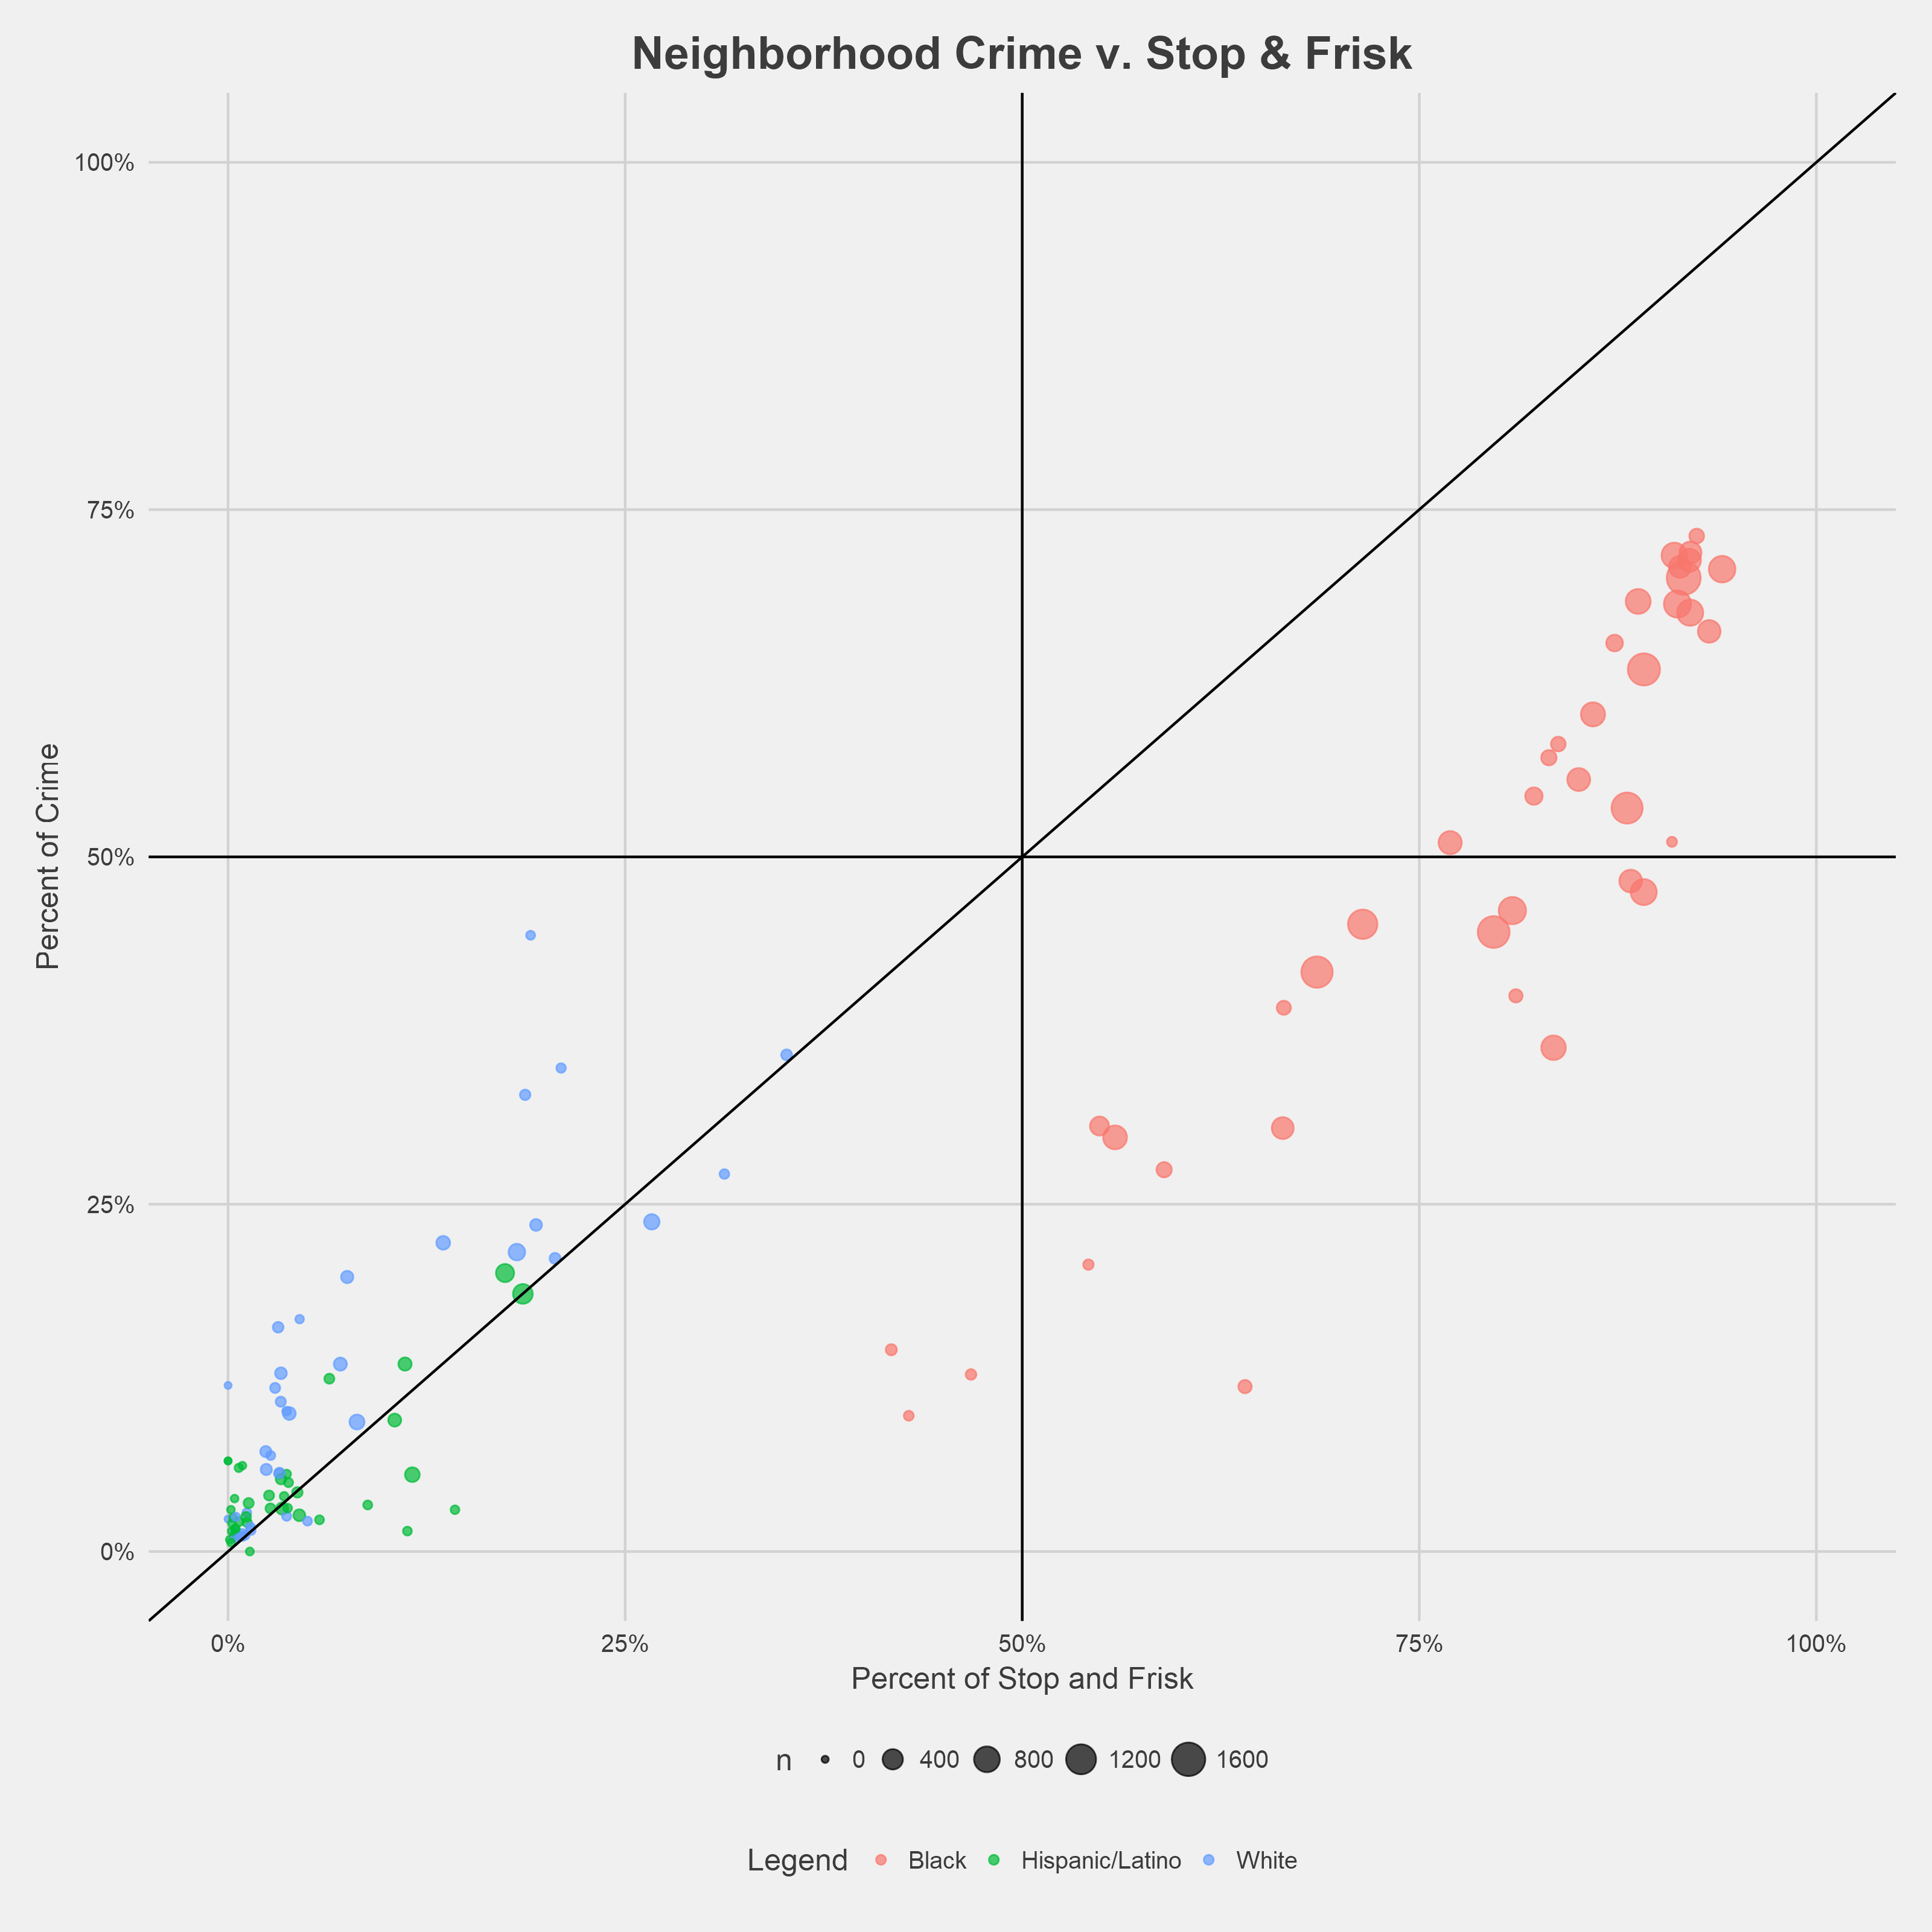 Neighborhood Crime v. Stop & Frisk
100%
75%
50%
25%
0%
Percent of Crime
0% 25% 50% 75% 100%
Percent of Stop and Frisk
n 0 400 800 1200 1600
Legend Black Hispanic/Latino White